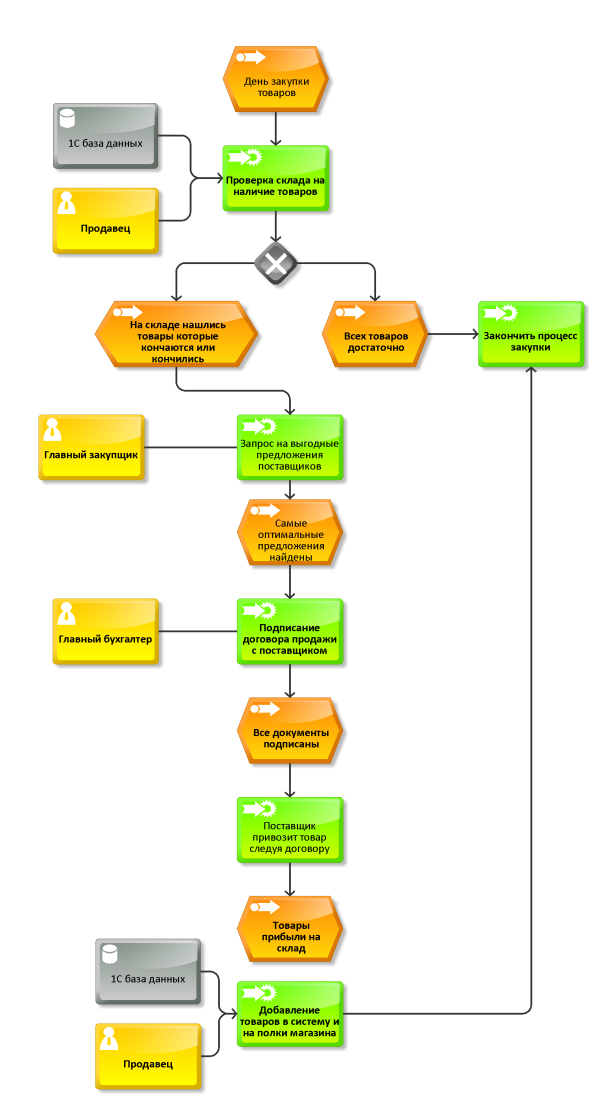 День закупки
товаров
1С база данных
Проверка склада на
наличие товаров
Продавец
На складе нашлись
товары которые
кончаются или
кончились
Всех товаров
достаточно
Закончить процесс
закупки
Главный закупщик
Запрос на выгодные
предложения
поставщиков
Самые
оптимальные
предложения
найдены
Главный бухгалтер
Подписание
договора продажи
с поставщиком
Все документы
подписаны
Поставщик
привозит товар
следуя договору
Товары
прибыли на
склад
1С база данных
Добавление
товаров в систему и
на полки магазина
Продавец